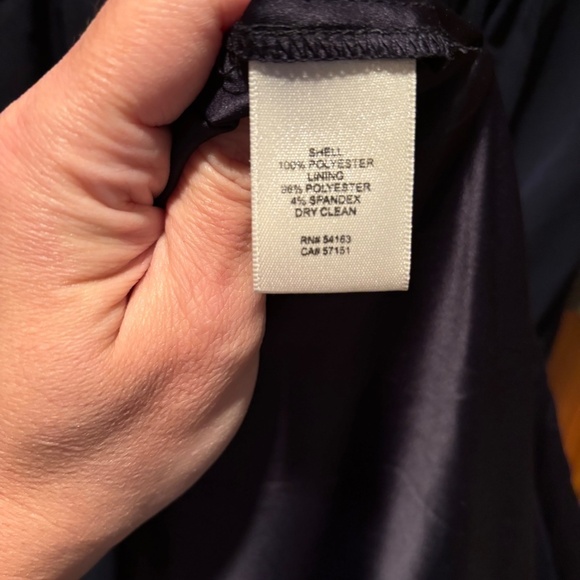 SHELL
100% POLYESTER
LINING
96% POLYESTER
4% SPANDEX
DRY CLEAN
RN# 54163
CA# 57151